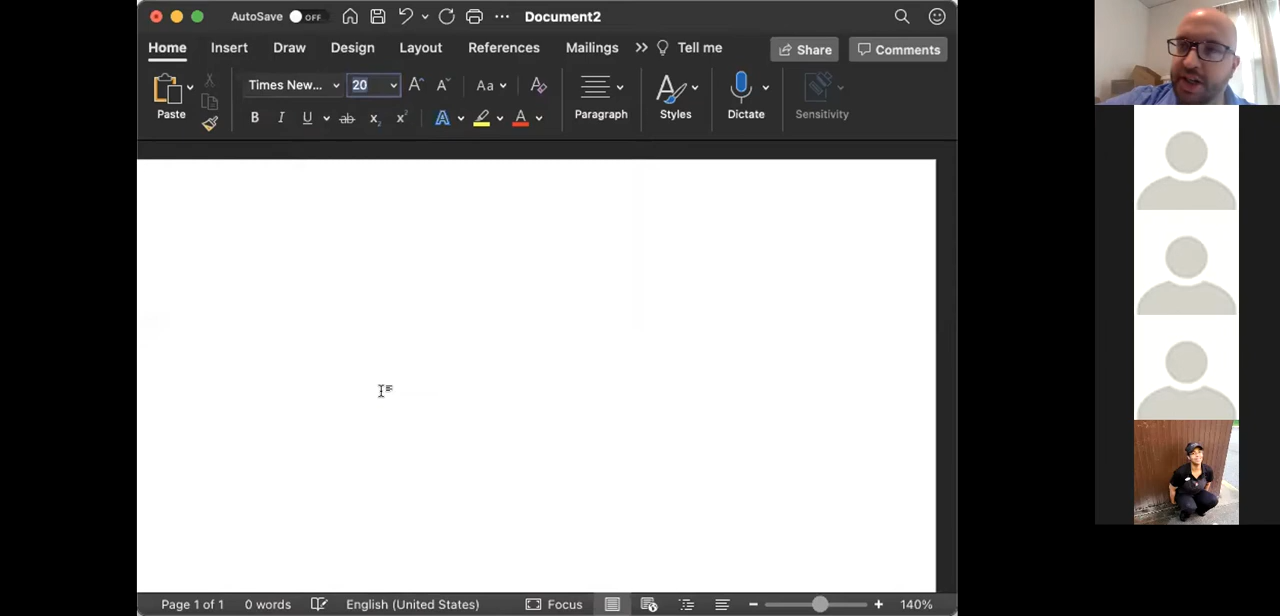 AutoSave OFF Document2
Home Insert Draw Design Layout References Mailings Tell me Share Comments
Times New... 20 Aa
Paste B I U ab x₂ x² A A Paragraph Styles Dictate Sensitivity
Page 1 of 1 0 words English (United States) Focus 140%